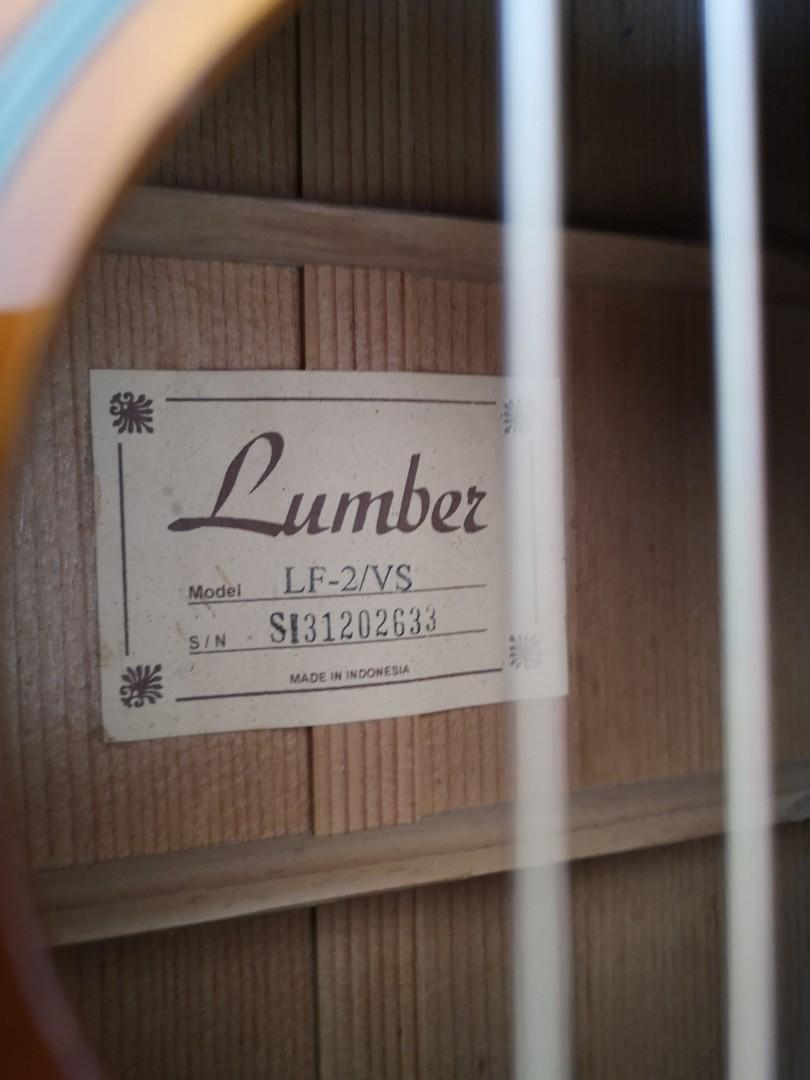 Lumber
Model LF-2/VS
S/N SI31202633
MADE IN INDONESIA